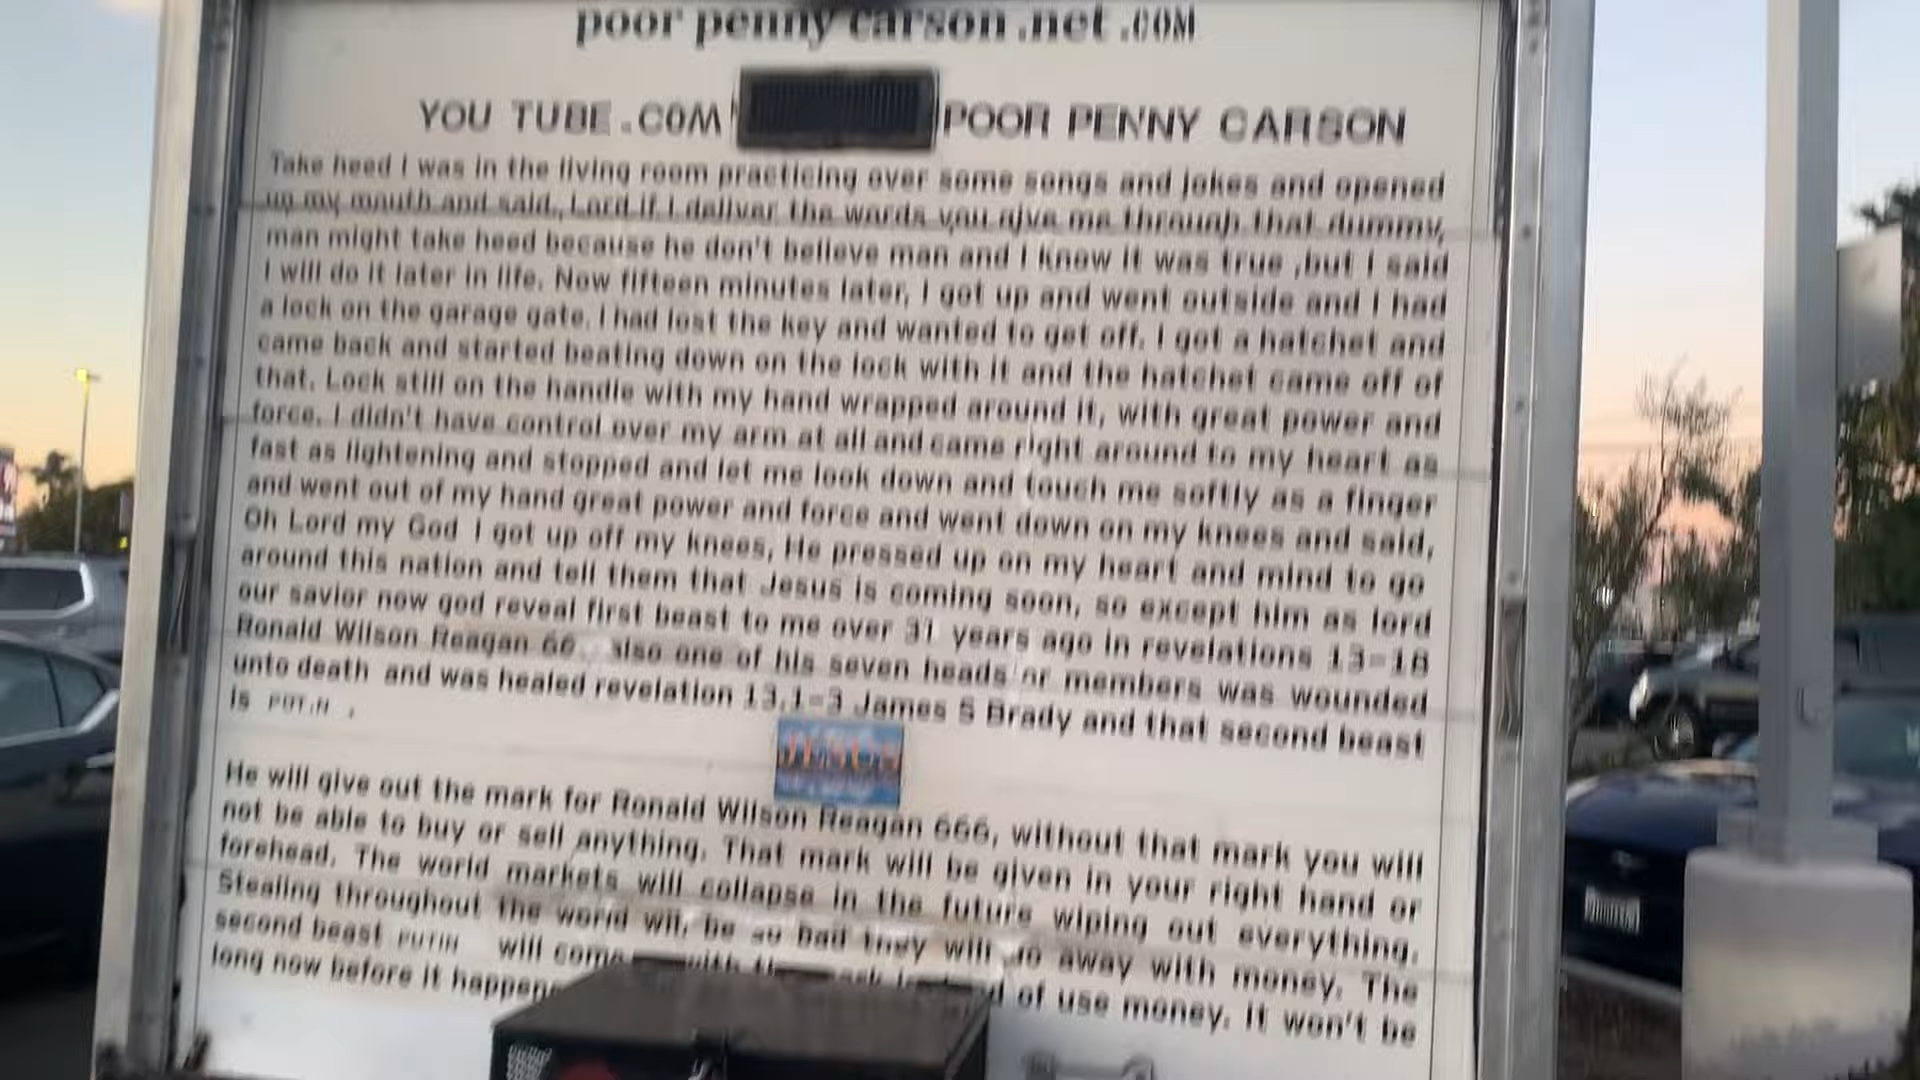 poor penny carson .net .COM
YOU TUBE .COM POOR PENNY CARSON
Take heed I was in the living room practicing over some songs and jokes and opened
up my mouth and said, Lord if I deliver the words you give me through that dummy,
man might take heed because he don't believe man and I know it was true ,but I said
I will do it later in life. Now fifteen minutes later, I got up and went outside and I had
a lock on the garage gate. I had lost the key and wanted to get off. I got a hatchet and
came back and started beating down on the lock with it and the hatchet came off of
that. Lock still on the handle with my hand wrapped around it, with great power and
force. I didn't have control over my arm at all and came right around to my heart as
fast as lightening and stopped and let me look down and touch me softly as a finger
and went out of my hand great power and force and went down on my knees and said,
Oh Lord my God I got up off my knees, He pressed up on my heart and mind to go
around this nation and tell them that Jesus is coming soon, so except him as lord
our savior now god reveal first beast to me over 31 years ago in revelations 13-18
Ronald Wilson Reagan 66 also one of his seven heads or members was wounded
unto death and was healed revelation 13.1-3 James S Brady and that second beast
is PUTIN ,
JESUS
He will give out the mark for Ronald Wilson Reagan 666, without that mark you will
not be able to buy or sell anything. That mark will be given in your right hand or
forehead. The world markets will collapse in the future wiping out everything.
Stealing throughout the world will be so bad they will do away with money. The
second beast PUTIN will come with the of use money. It won't be
long now before it happens